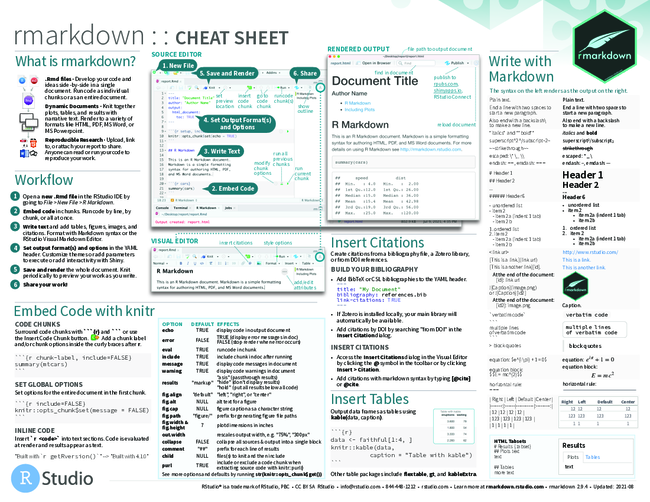 rmarkdown : : CHEAT SHEET
What is rmarkdown?
.Rmd files • Develop your code and
ideas side-by-side in a single
document. Run code as individual
chunks or as an entire document.
Dynamic Documents • Knit together
plots, tables, and results with
narrative text. Render to a variety of
formats like HTML, PDF, MS Word, or
MS Powerpoint.
Reproducible Research • Upload, link
to, or attach your report to share.
Anyone can read or run your code to
reproduce your work.
Workflow
1 Open a new .Rmd file in the RStudio IDE by
going to File > New File > R Markdown.
2 Embed code in chunks. Run code by line, by
chunk, or all at once.
3 Write text and add tables, figures, images, and
citations. Format with Markdown syntax or the
RStudio Visual Markdown Editor.
4 Set output format(s) and options in the YAML
header. Customize themes and add parameters
to execute or add interactivity with Shiny.
5 Save and render the whole document. Knit
periodically to preview your work as you write.
6 Share your work!
SOURCE EDITOR
1. New File
5. Save and Render
6. Share
4. Set Output Format(s)
and Options
3. Write Text
2. Embed Code
set preview location
insert code chunk
go to code chunk
run code chunk(s)
show outline
run all previous chunks
modify chunk options
run current chunk
VISUAL EDITOR
insert citations
style options
add/edit attributes
R Markdown
RENDERED OUTPUT
file path to output document
find in document
publish to
rpubs.com,
shinyapps.io,
RStudio Connect
reload document
Document Title
Author Name
• R Markdown
• Including Plots
R Markdown
This is an R Markdown document. Markdown is a simple
formatting syntax for authoring HTML, PDF, and MS Word documents. For more
details on using R Markdown see http://rmarkdown.rstudio.com.
summary(cars)
Insert Citations
Create citations from a bibliography file, a Zotero library,
or from DOI references.
BUILD YOUR BIBLIOGRAPHY
• Add BibTeX or CSL bibliographies to the YAML header.
---
title: "My Document"
bibliography: references.bib
link-citations: TRUE
---
• If Zotero is installed locally, your main library will
automatically be available.
• Add citations by DOI by searching "from DOI" in the
Insert Citation dialog.
INSERT CITATIONS
• Access the Insert Citations dialog in the Visual Editor
by clicking the @ symbol in the toolbar or by clicking
Insert > Citation.
• Add citations with markdown syntax by typing [@cite]
or @cite.
Insert Tables
Output data frames as tables using
kable(data, caption).
```{r}
data <- faithful[1:4, ]
knitr::kable(data,
caption = "Table with kable")
```
Other table packages include flextable, gt, and kableExtra.
Embed Code with knitr
CODE CHUNKS
Surround code chunks with ```{r} and ``` or use
the Insert Code Chunk button. Add a chunk label
and/or chunk options inside the curly braces after r.
```{r chunk-label, include=FALSE}
summary(mtcars)
```
SET GLOBAL OPTIONS
Set options for the entire document in the first chunk.
```{r include=FALSE}
knitr::opts_chunk$set(message = FALSE)
```
INLINE CODE
Insert `r <code>` into text sections. Code is evaluated
at render and results appear as text.
"Built with `r getRversion()`" --> "Built with 4.1.0"
OPTION DEFAULT EFFECTS
echo TRUE display code in output document
error FALSE TRUE (display error messages in doc)
FALSE (stop render when error occurs)
eval TRUE run code in chunk
include TRUE include chunk in doc after running
message TRUE display code messages in document
warning TRUE display code warnings in document
results "markup" "asis" (passthrough results)
"hide" (don't display results)
"hold" (put all results below all code)
fig.align "default" "left", "right", or "center"
fig.alt NULL alt text for a figure
fig.cap NULL figure caption as a character string
fig.path "figure/" prefix for generating figure file paths
fig.width &
fig.height 7 plot dimensions in inches
out.width rescales output width, e.g. "75%", "300px"
collapse FALSE collapse all sources & output into a single block
comment "##" prefix for each line of results
child NULL file(s) to knit and then include
purl TRUE include or exclude a code chunk when
extracting source code with knitr::purl()
See more options and defaults by running str(knitr::opts_chunk$get())
Write with
Markdown
rmarkdown
The syntax on the left renders as the output on the right.
Plain text.
End a line with two spaces to
start a new paragraph.
Also end with a backslash\
to make a new line.
*italics* and **bold**
superscript^2^/subscript~2~
~~strikethrough~~
escaped: \* \_ \\
endash: --, emdash: ---
# Header 1
## Header 2
...
###### Header 6
- unordered list
- item 2
- item 2a (indent 1 tab)
- item 2b
1. ordered list
2. item 2
- item 2a (indent 1 tab)
- item 2b
<link url>
[This is a link.](link url)
[This is another link][id].
At the end of the document:
[id]: link url
![Caption](image.png)
or ![Caption][id2]
At the end of the document:
[id2]: image.png
`verbatim code`
```
multiple lines
of verbatim code
```
> block quotes
equation: $e^{i \pi} + 1 = 0$
equation block:
$$E = mc^{2}$$
horizontal rule:
---
|Right|Left|Default|Center|
Plain text.
End a line with two spaces to
start a new paragraph.
Also end with a backslash
to make a new line.
italics and bold
superscript²/subscript₂
strikethrough
escaped: * _ \
endash: –, emdash: —
Header 1
Header 2
...
Header 6
• unordered list
• item 2
• item 2a (indent 1 tab)
• item 2b
1. ordered list
2. item 2
• item 2a (indent 1 tab)
• item 2b
http://www.rstudio.com/
This is a link.
This is another link.
Caption.
verbatim code
multiple lines
of verbatim code
block quotes
equation block:
E = mc²
horizontal rule:
Right Left Default Center
12 12 12 12
123 123 123 123
1 1 1 1
HTML Tabsets
## Results {.tabset}
### Plots
text
### Tables
more text
Results
Plots Tables
text
R Studio
RStudio® is a trademark of RStudio, PBC • CC BY SA RStudio • info@rstudio.com • 844-448-1212 • rstudio.com • Learn more at rmarkdown.rstudio.com • rmarkdown 2.9.4 • Updated: 2021-08